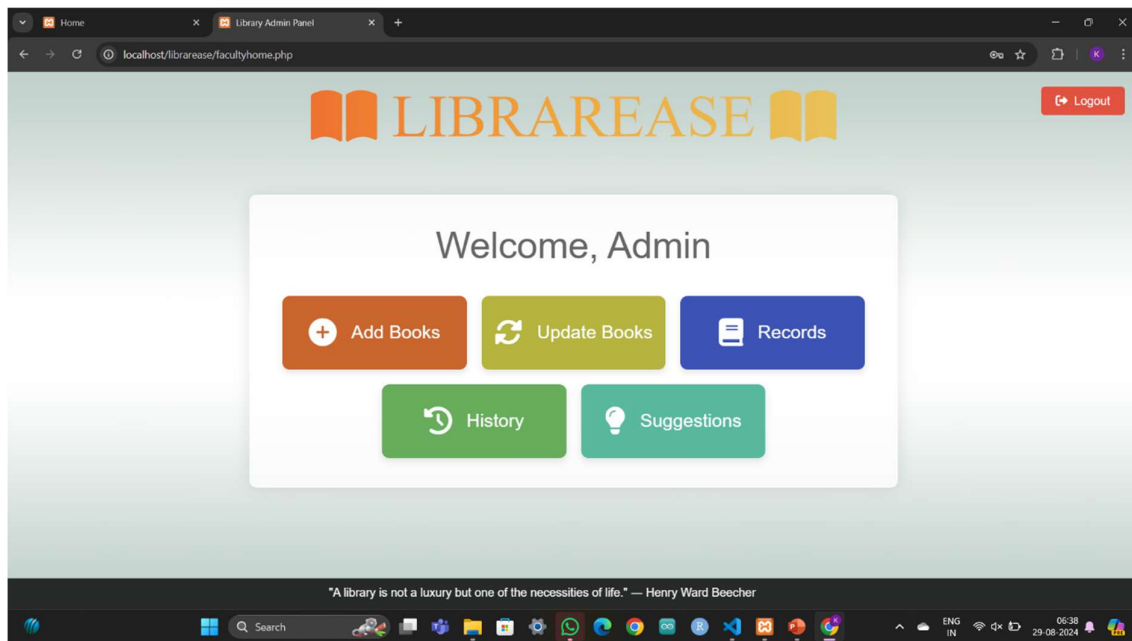 Home
Library Admin Panel
localhost/librarease/facultyhome.php
K
LIBRAREASE
Logout
Welcome, Admin
Add Books
Update Books
Records
History
Suggestions
"A library is not a luxury but one of the necessities of life." — Henry Ward Beecher
Search
R
ENG
IN
06:38
29-08-2024
PRE